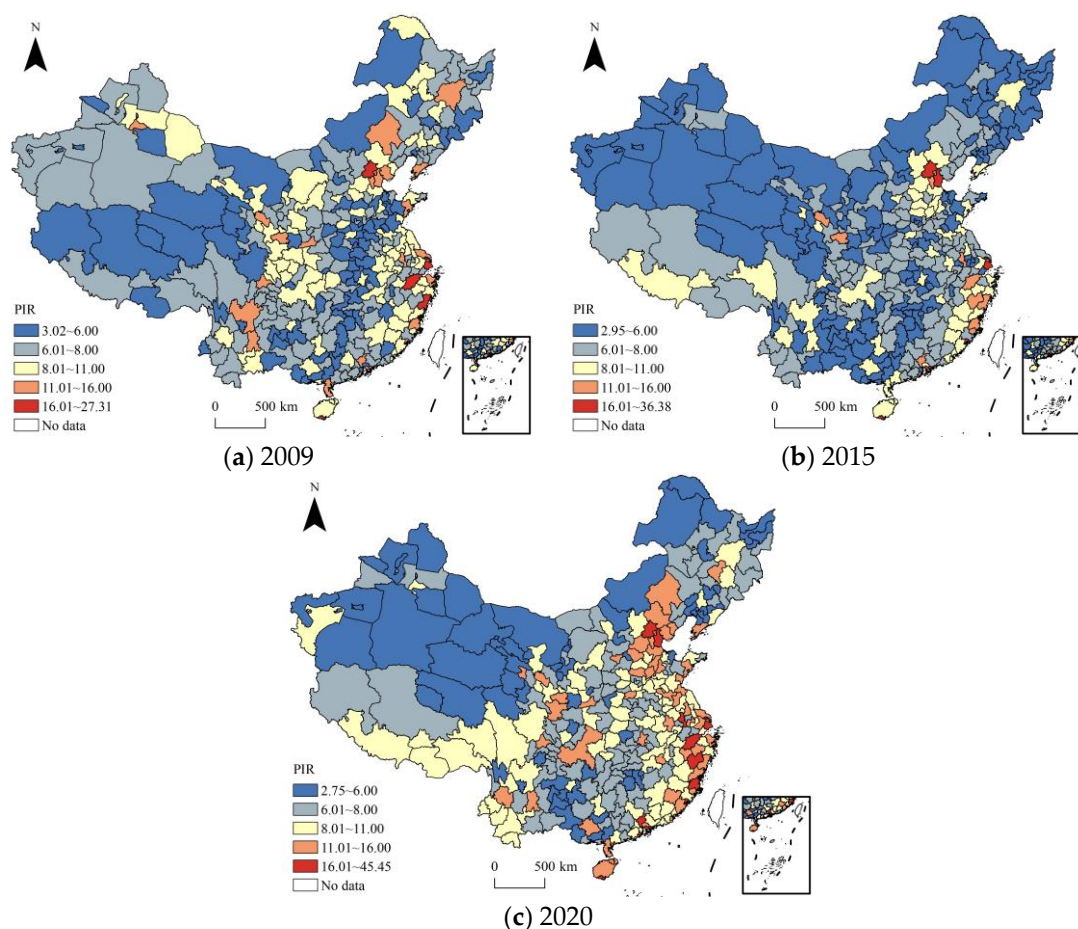 N
PIR
3.02~6.00
6.01~8.00
8.01~11.00
11.01~16.00
16.01~27.31
No data
0 500 km
(a) 2009
N
PIR
2.95~6.00
6.01~8.00
8.01~11.00
11.01~16.00
16.01~36.38
No data
0 500 km
(b) 2015
N
PIR
2.75~6.00
6.01~8.00
8.01~11.00
11.01~16.00
16.01~45.45
No data
0 500 km
(c) 2020